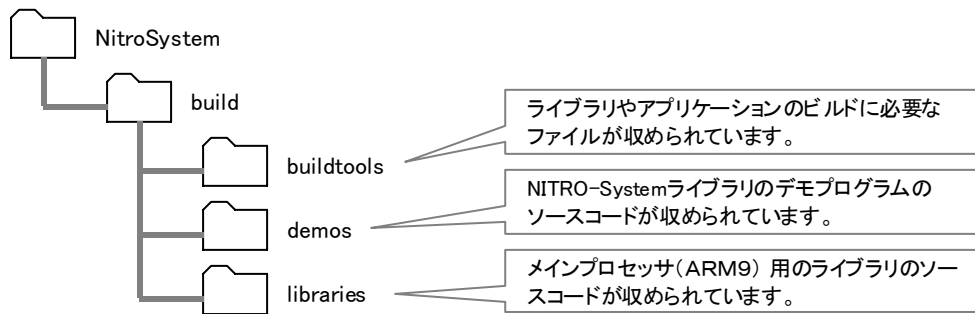 NitroSystem
build
buildtools
ライブラリやアプリケーションのビルドに必要な
ファイルが収められています。
demos
NITRO-Systemライブラリのデモプログラムの
ソースコードが収められています。
libraries
メインプロセッサ(ARM9) 用のライブラリのソー
スコードが収められています。